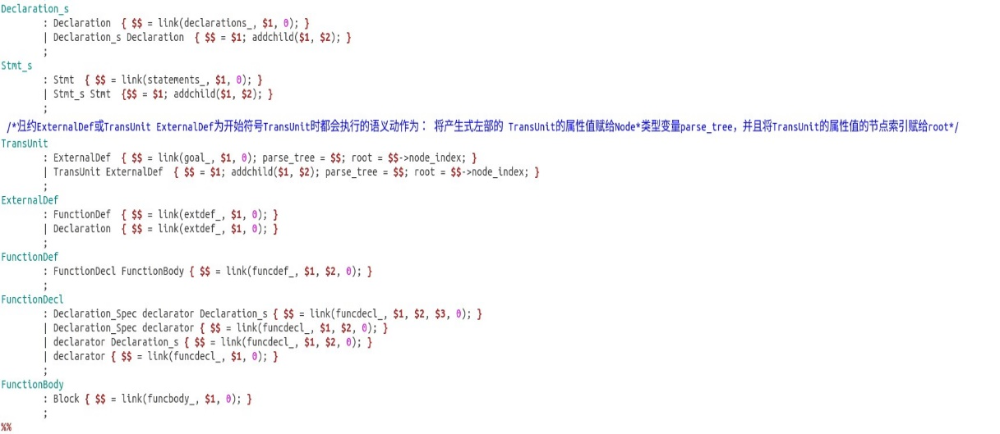 Declaration_s
: Declaration { $$ = link(declarations_, $1, 0); }
| Declaration_s Declaration { $$ = $1; addchild($1, $2); }
;
Stmt_s
: Stmt { $$ = link(statements_, $1, 0); }
| Stmt_s Stmt {$$ = $1; addchild($1, $2); }
;
/*归约ExternalDef或TransUnit ExternalDef为开始符号TransUnit时都会执行的语义动作为： 将产生式左部的 TransUnit的属性值赋给Node*类型变量parse_tree，并且将TransUnit的属性值的节点索引赋给root*/
TransUnit
: ExternalDef { $$ = link(goal_, $1, 0); parse_tree = $$; root = $$->node_index; }
| TransUnit ExternalDef { $$ = $1; addchild($1, $2); parse_tree = $$; root = $$->node_index; }
;
ExternalDef
: FunctionDef { $$ = link(extdef_, $1, 0); }
| Declaration { $$ = link(extdef_, $1, 0); }
;
FunctionDef
: FunctionDecl FunctionBody { $$ = link(funcdef_, $1, $2, 0); }
;
FunctionDecl
: Declaration_Spec declarator Declaration_s { $$ = link(funcdecl_, $1, $2, $3, 0); }
| Declaration_Spec declarator { $$ = link(funcdecl_, $1, $2, 0); }
| declarator Declaration_s { $$ = link(funcdecl_, $1, $2, 0); }
| declarator { $$ = link(funcdecl_, $1, 0); }
;
FunctionBody
: Block { $$ = link(funcbody_, $1, 0); }
;
%%